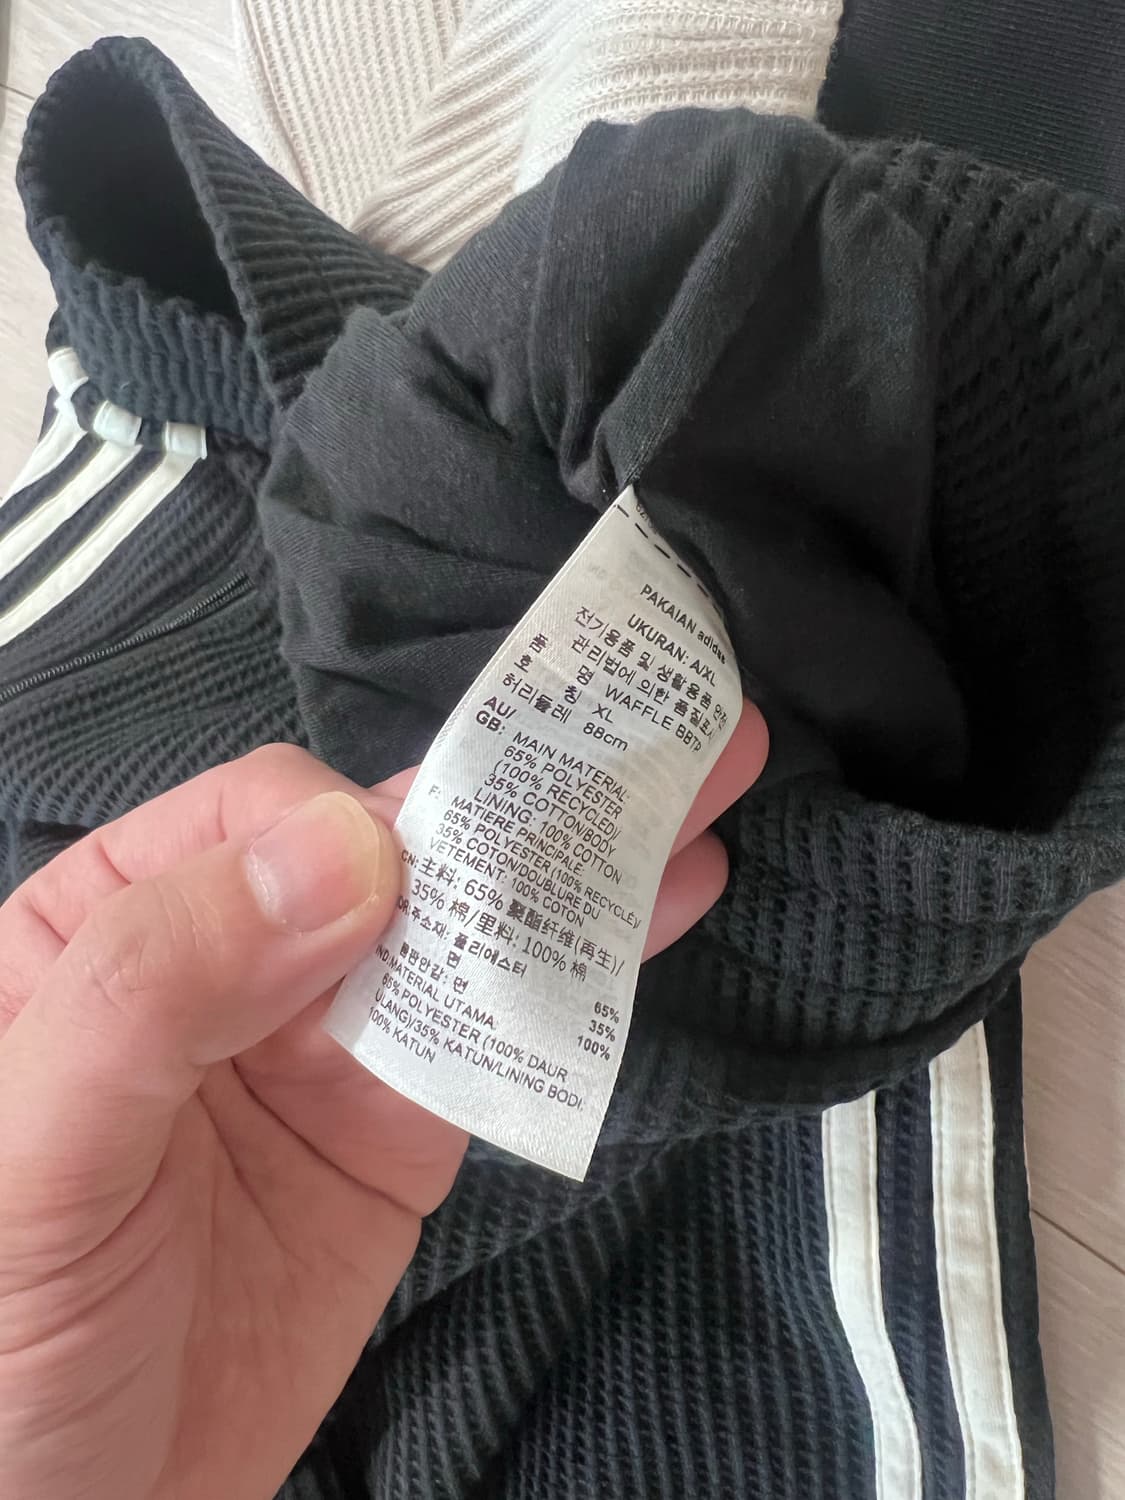 PAKAIAN adidas
UKURAN: A/XL
전기용품 및 생활용품 안전
관리법에 의한 품질표시
품 명 WAFFLE BBTP
호 칭 XL
허리둘레 88cm
AU/
GB: MAIN MATERIAL:
65% POLYESTER
(100% RECYCLED)/
35% COTTON/BODY
LINING: 100% COTTON
F: MATIERE PRINCIPALE:
65% POLYESTER (100% RECYCLÉ)/
35% COTON/DOUBLURE DU
VETEMENT: 100% COTON
CN: 主料: 65% 聚酯纤维(再生)/
35% 棉/里料: 100% 棉
주소재: 폴리에스터 65%
면 35%
몸판안감: 면 100%
IND:MATERIAL UTAMA
65% POLYESTER (100% DAUR
ULANG)/35% KATUN/LINING BODI:
100% KATUN